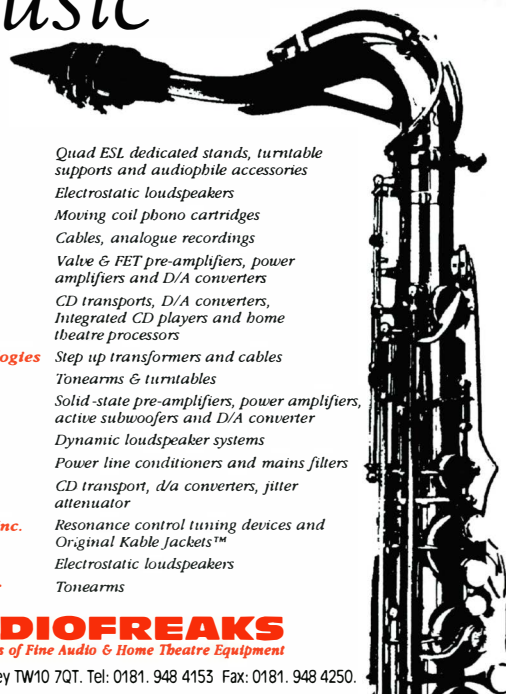 usic
Quad ESL dedicated stands, turntable
supports and audiophile accessories
Electrostatic loudspeakers
Moving coil phono cartridges
Cables, analogue recordings
Valve & FET pre-amplifiers, power
amplifiers and D/A converters
CD transports, D/A converters,
Integrated CD players and home
theatre processors
ogies Step up transformers and cables
Tonearms & turntables
Solid-state pre-amplifiers, power amplifiers,
active subwoofers and D/A converter
Dynamic loudspeaker systems
Power line conditioners and mains filters
CD transport, d/a converters, jitter
attenuator
nc. Resonance control tuning devices and
Original Kable Jackets™
Electrostatic loudspeakers
Tonearms
DIOFREAKS
s of Fine Audio & Home Theatre Equipment
ey TW10 7QT. Tel: 0181. 948 4153 Fax: 0181. 948 4250.